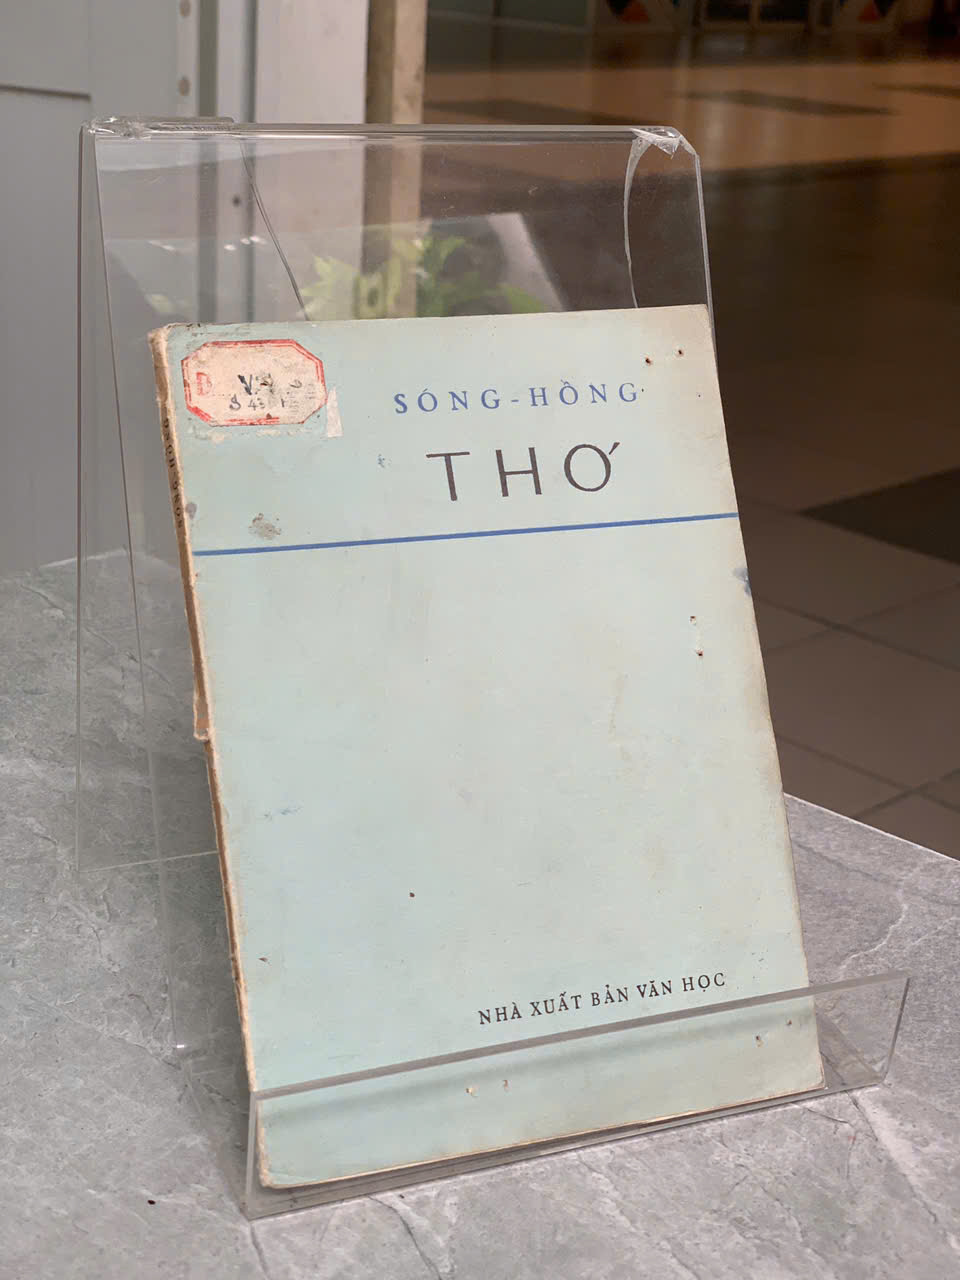 D
SÓNG-HỒNG
THƠ
NHÀ XUẤT BẢN VĂN HỌC